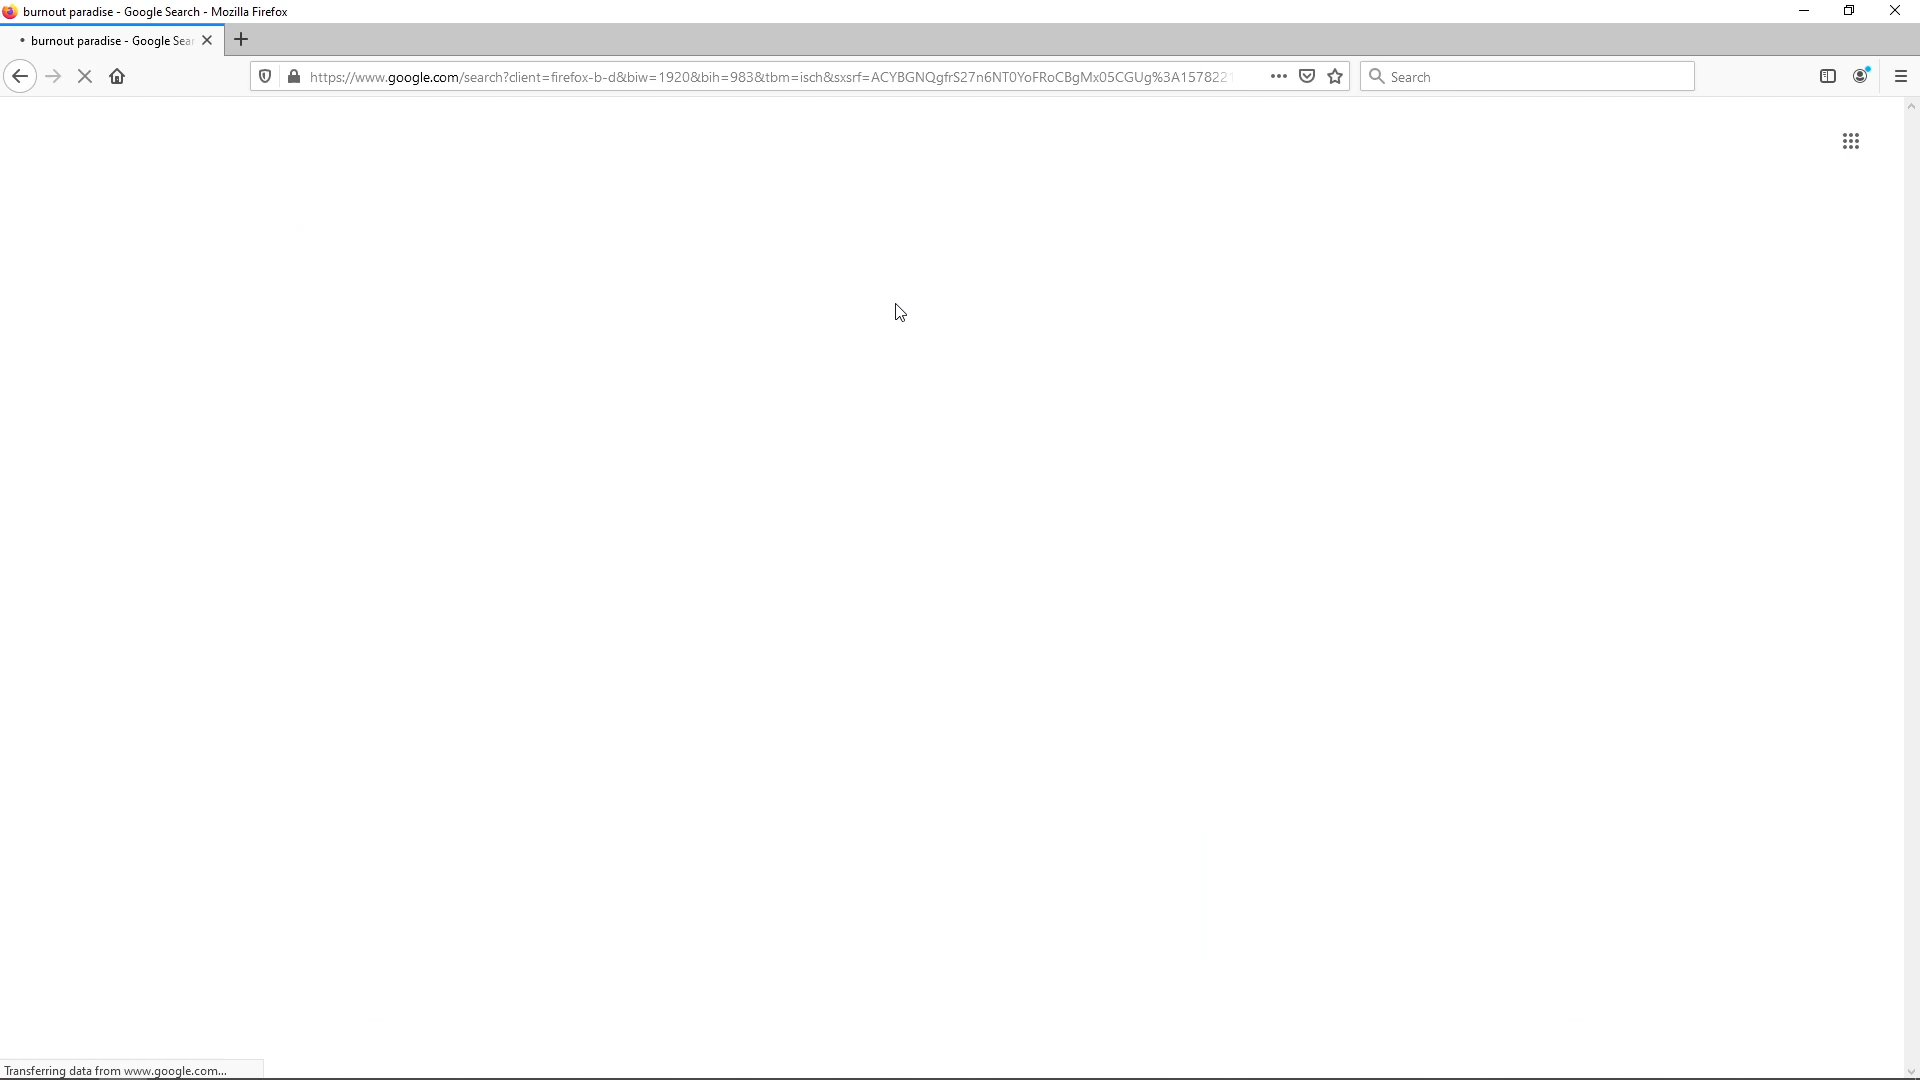 burnout paradise - Google Search - Mozilla Firefox
burnout paradise - Google Sear
https://www.google.com/search?client=firefox-b-d&biw=1920&bih=983&tbm=isch&sxsrf=ACYBGNQgfrS27n6NT0YoFRoCBgMx05CGUg%3A1578221
Search
Transferring data from www.google.com...